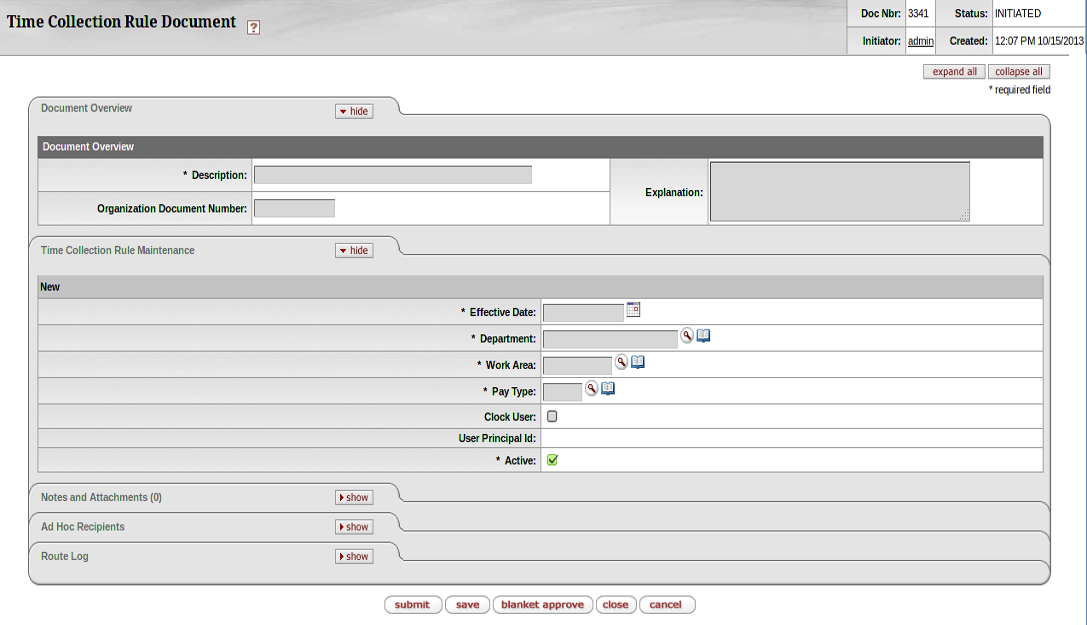 Time Collection Rule Document ?
Doc Nbr: 3341 Status: INITIATED
Initiator: admin Created: 12:07 PM 10/15/2013
expand all collapse all
* required field
Document Overview hide
Document Overview
* Description:
Explanation:
Organization Document Number:
Time Collection Rule Maintenance hide
New
* Effective Date:
* Department:
* Work Area:
* Pay Type:
Clock User:
User Principal Id:
* Active:
Notes and Attachments (0) show
Ad Hoc Recipients show
Route Log show
submit save blanket approve close cancel